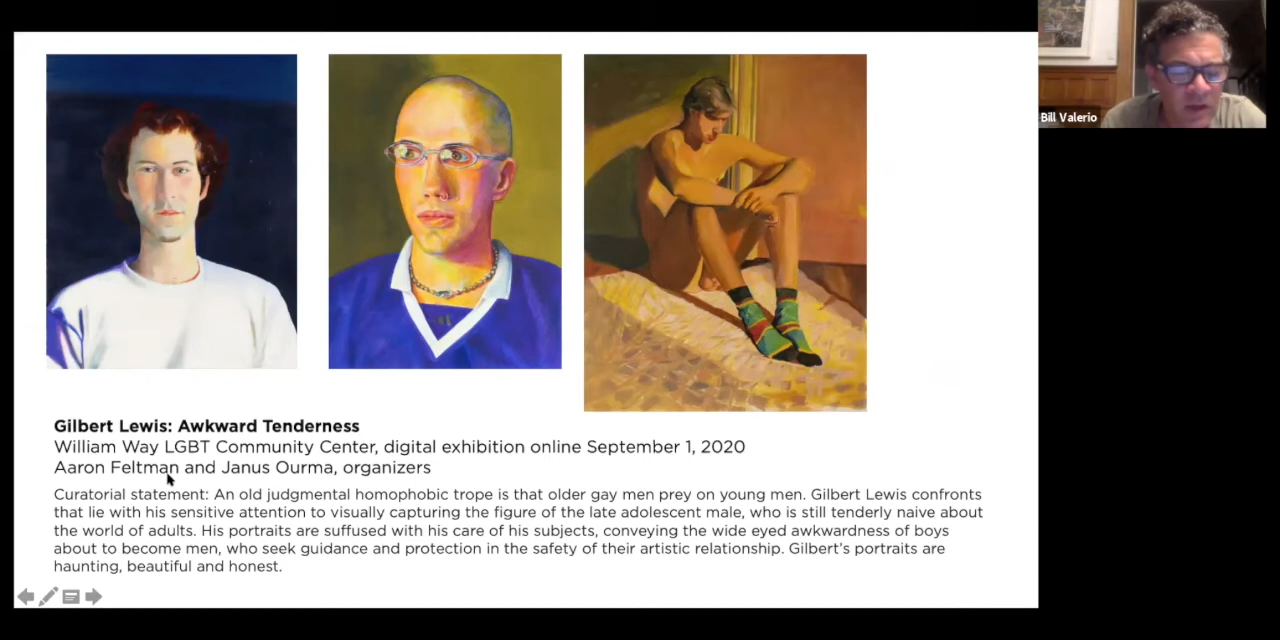 Bill Valerio
Gilbert Lewis: Awkward Tenderness
William Way LGBT Community Center, digital exhibition online September 1, 2020
Aaron Feltman and Janus Ourma, organizers
Curatorial statement: An old judgmental homophobic trope is that older gay men prey on young men. Gilbert Lewis confronts
that lie with his sensitive attention to visually capturing the figure of the late adolescent male, who is still tenderly naive about
the world of adults. His portraits are suffused with his care of his subjects, conveying the wide eyed awkwardness of boys
about to become men, who seek guidance and protection in the safety of their artistic relationship. Gilbert's portraits are
haunting, beautiful and honest.